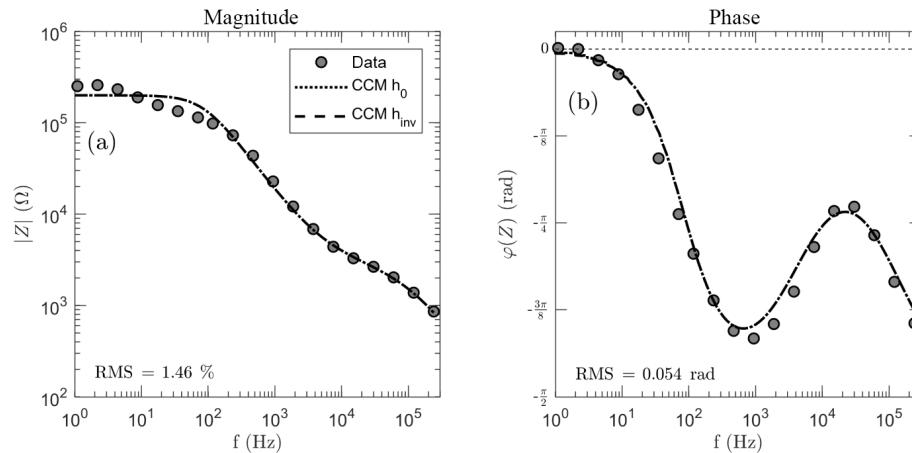 Magnitude
10^6
10^5
10^4
10^3
10^2
|Z| (Ω)
Data
CCM h_0
CCM h_inv
(a)
RMS = 1.46 %
10^0 10^1 10^2 10^3 10^4 10^5
f (Hz)
Phase
0
-π/8
-π/4
-3π/8
-π/2
φ(Z) (rad)
(b)
RMS = 0.054 rad
10^0 10^1 10^2 10^3 10^4 10^5
f (Hz)